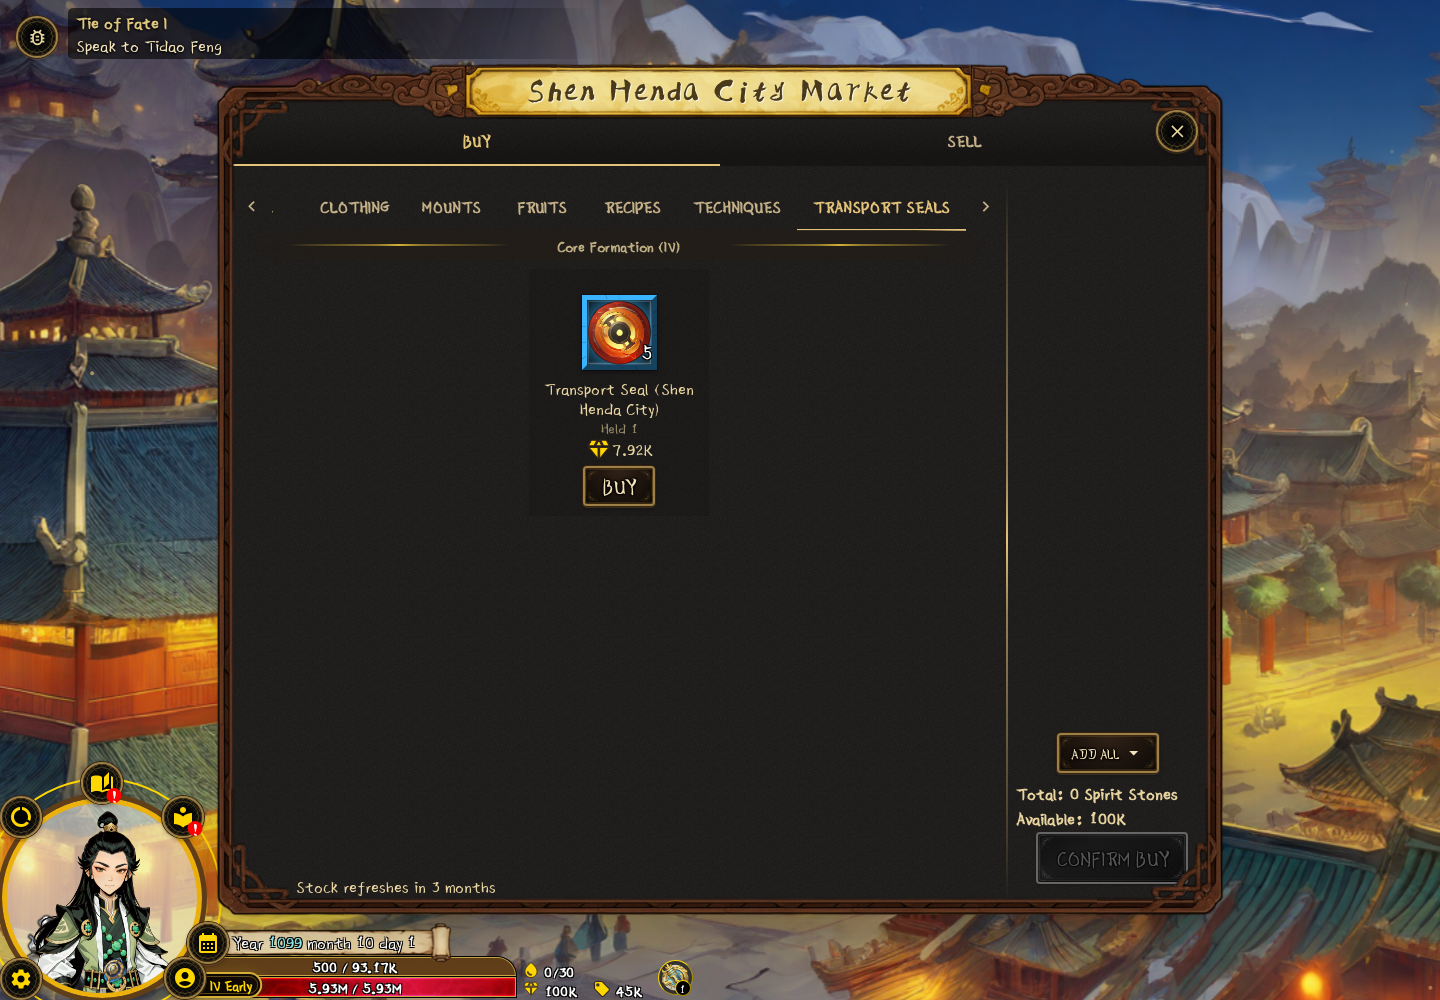 Tie of Fate I
Speak to Tidao Feng
Shen Henda City Market
BUY
SELL
CLOTHING
MOUNTS
FRUITS
RECIPES
TECHNIQUES
TRANSPORT SEALS
Core Formation (IV)
5
Transport Seal (Shen
Henda City)
Held 1
7.92K
BUY
ADD ALL
Total: 0 Spirit Stones
Available: 100K
CONFIRM BUY
Stock refreshes in 3 months
Year 1099 month 10 day 1
500 / 93.17K
IV Early
5.93M / 5.93M
0/30
100K
45K
1